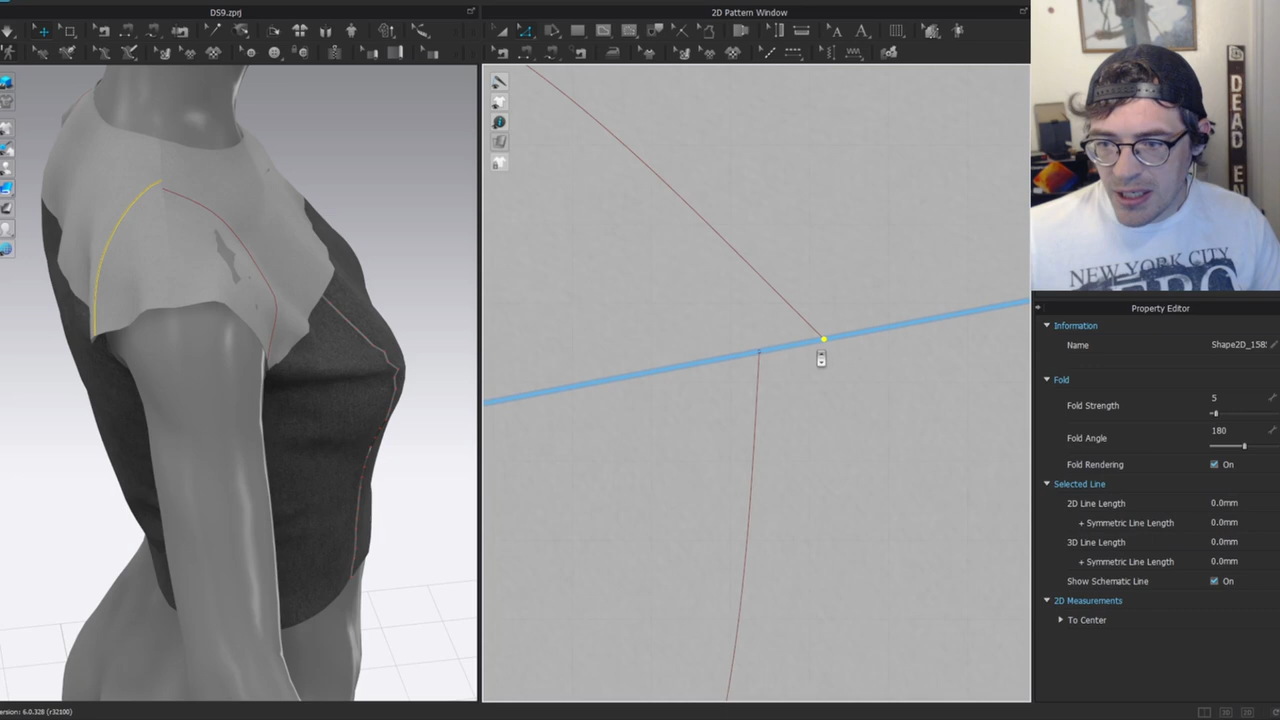 DS9.zprj
2D Pattern Window
DEAD EN
NEW YORK CITY
Property Editor
Information
Name
Fold
Fold Strength
5
Fold Angle
180
Fold Rendering
On
Selected Line
2D Line Length
0.0mm
+ Symmetric Line Length
0.0mm
3D Line Length
0.0mm
+ Symmetric Line Length
0.0mm
Show Schematic Line
On
2D Measurements
To Center
ersion: 6.0.328 (r32100)